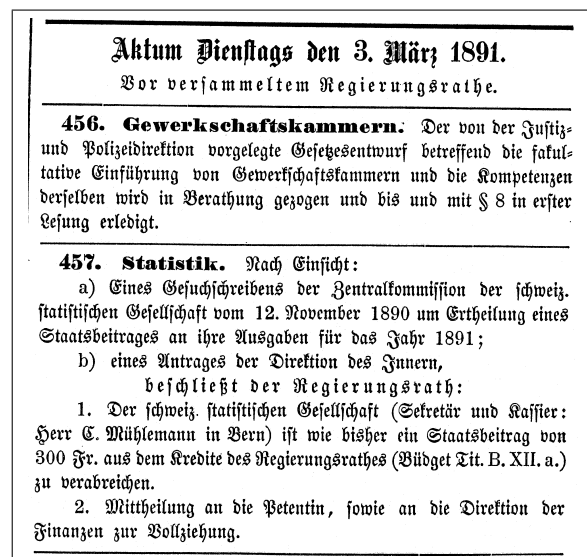 Aktum Dienstags den 3. März 1891.
Vor versammeltem Regierungsrathe.
456. Gewerkschaftskammern. Der von der Justiz-
und Polizeidirektion vorgelegte Gesetzesentwurf betreffend die fakul-
tative Einführung von Gewerkschaftskammern und die Kompetenzen
derselben wird in Berathung gezogen und bis und mit § 8 in erster
Lesung erledigt.
457. Statistik. Nach Einsicht:
a) Eines Gesuchschreibens der Zentralkommission der schweiz.
statistischen Gesellschaft vom 12. November 1890 um Ertheilung eines
Staatsbeitrages an ihre Ausgaben für das Jahr 1891;
b) eines Antrages der Direktion des Innern,
beschließt der Regierungsrath:
1. Der schweiz. statistischen Gesellschaft (Sekretär und Kassier:
Herr C. Mühlemann in Bern) ist wie bisher ein Staatsbeitrag von
300 Fr. aus dem Kredite des Regierungsrathes (Büdget Tit. B. XII. a.)
zu verabreichen.
2. Mittheilung an die Petentin, sowie an die Direktion der
Finanzen zur Vollziehung.